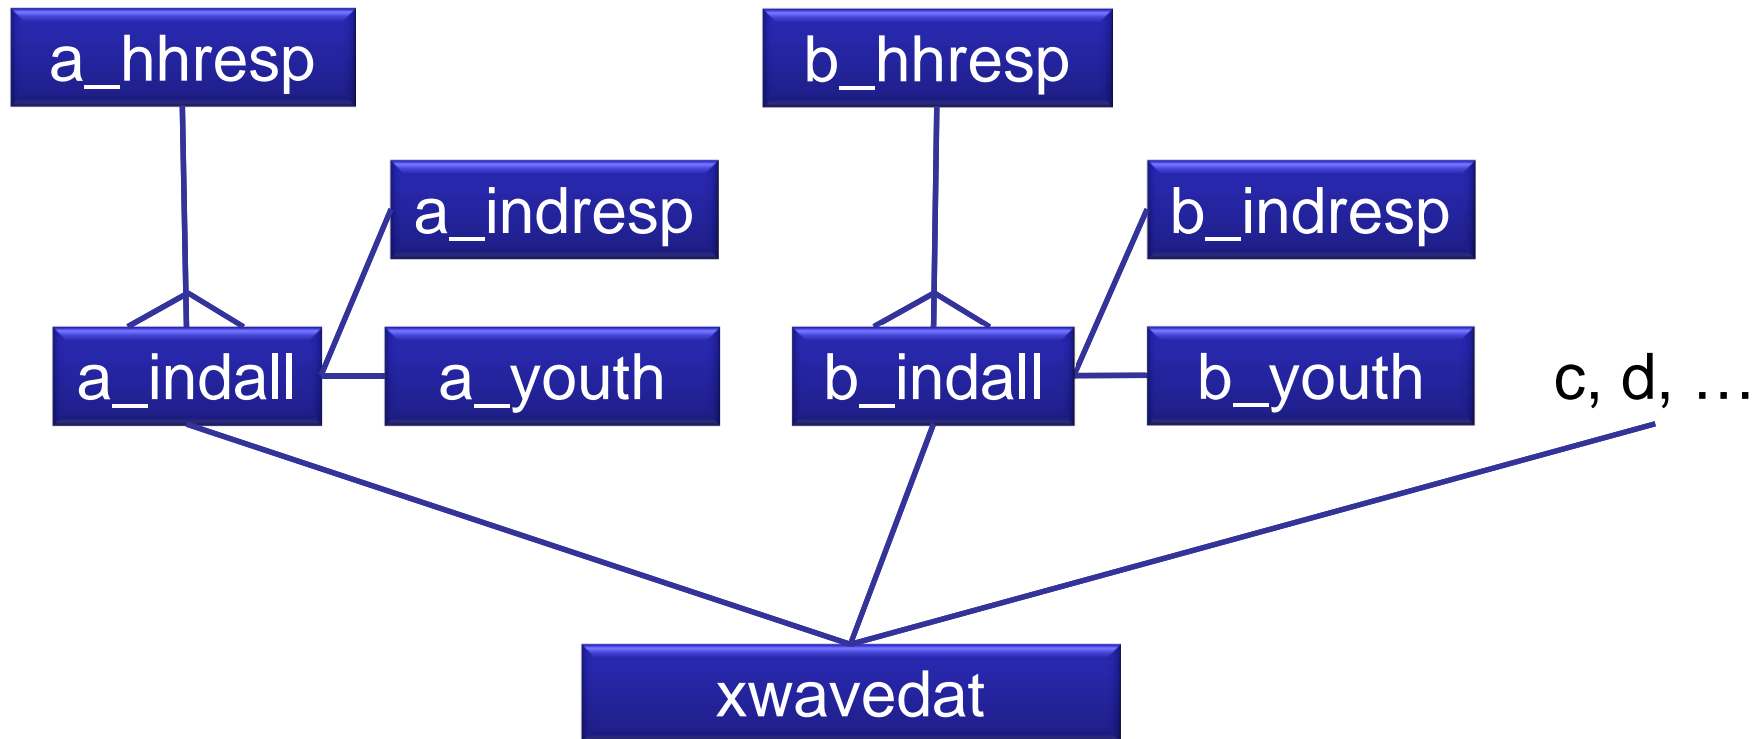 a_hhresp
b_hhresp
a_indresp
b_indresp
a_indall
a_youth
b_indall
b_youth
c, d, …
xwavedat